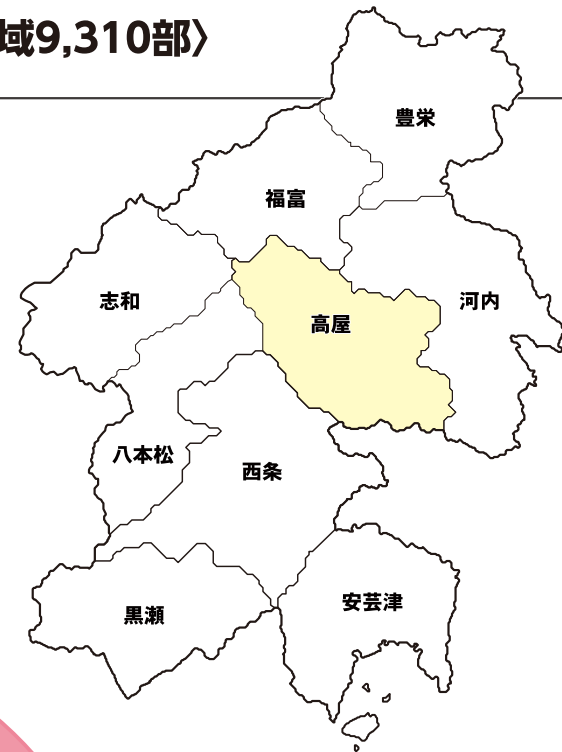 域9,310部〉
豊栄
福富
志和
河内
高屋
八本松
西条
黒瀬
安芸津